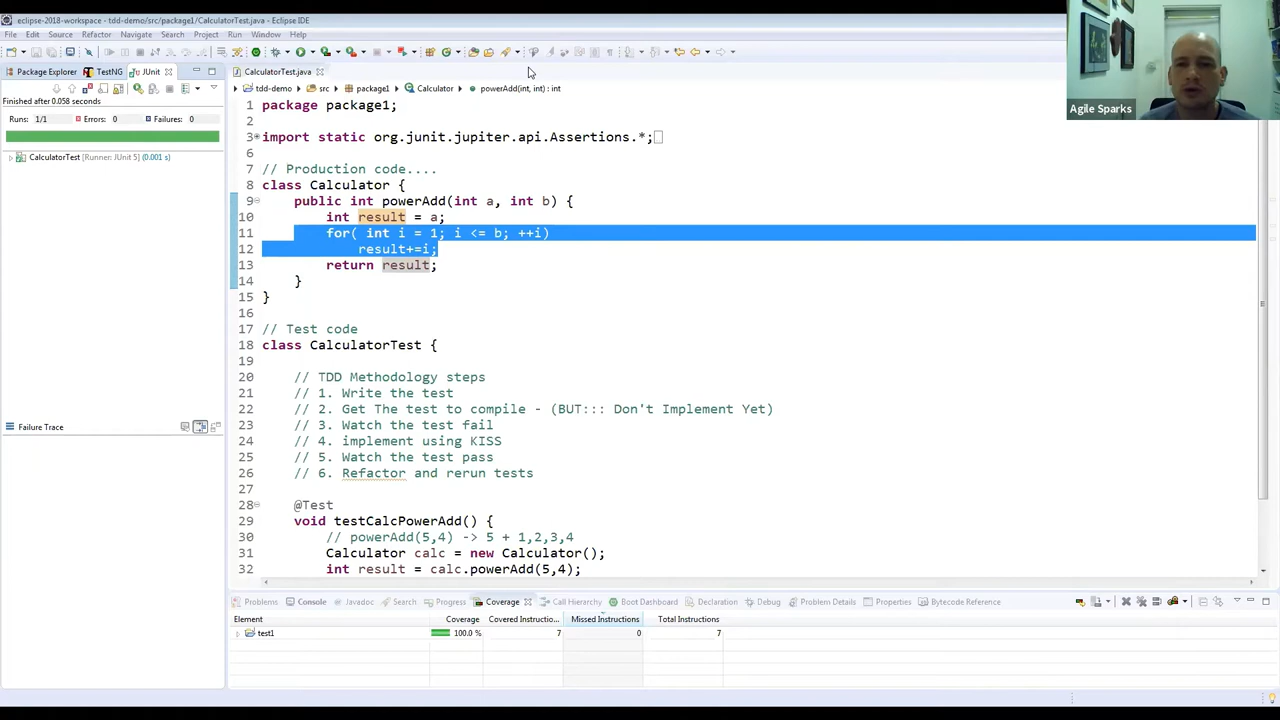 eclipse-2018-workspace - tdd-demo/src/package1/CalculatorTest.java - Eclipse IDE
File Edit Source Refactor Navigate Search Project Run Window Help
Package Explorer TestNG JUnit
CalculatorTest.java
tdd-demo src package1 Calculator powerAdd(int, int) : int
Agile Sparks
Finished after 0.058 seconds
Runs: 1/1 Errors: 0 Failures: 0
CalculatorTest [Runner: JUnit 5] (0.001 s)
Failure Trace
1 package package1;
2
3 import static org.junit.jupiter.api.Assertions.*;
6
7 // Production code....
8 class Calculator {
9 public int powerAdd(int a, int b) {
10 int result = a;
11 for( int i = 1; i <= b; ++i)
12 result+=i;
13 return result;
14 }
15 }
16
17 // Test code
18 class CalculatorTest {
19
20 // TDD Methodology steps
21 // 1. Write the test
22 // 2. Get The test to compile - (BUT::: Don't Implement Yet)
23 // 3. Watch the test fail
24 // 4. implement using KISS
25 // 5. Watch the test pass
26 // 6. Refactor and rerun tests
27
28 @Test
29 void testCalcPowerAdd() {
30 // powerAdd(5,4) -> 5 + 1,2,3,4
31 Calculator calc = new Calculator();
32 int result = calc.powerAdd(5,4);
Problems Console Javadoc Search Progress Coverage Call Hierarchy Boot Dashboard Declaration Debug Problem Details Properties Bytecode Reference
Element Coverage Covered Instructio... Missed Instructions Total Instructions
test1 100.0 % 7 0 7